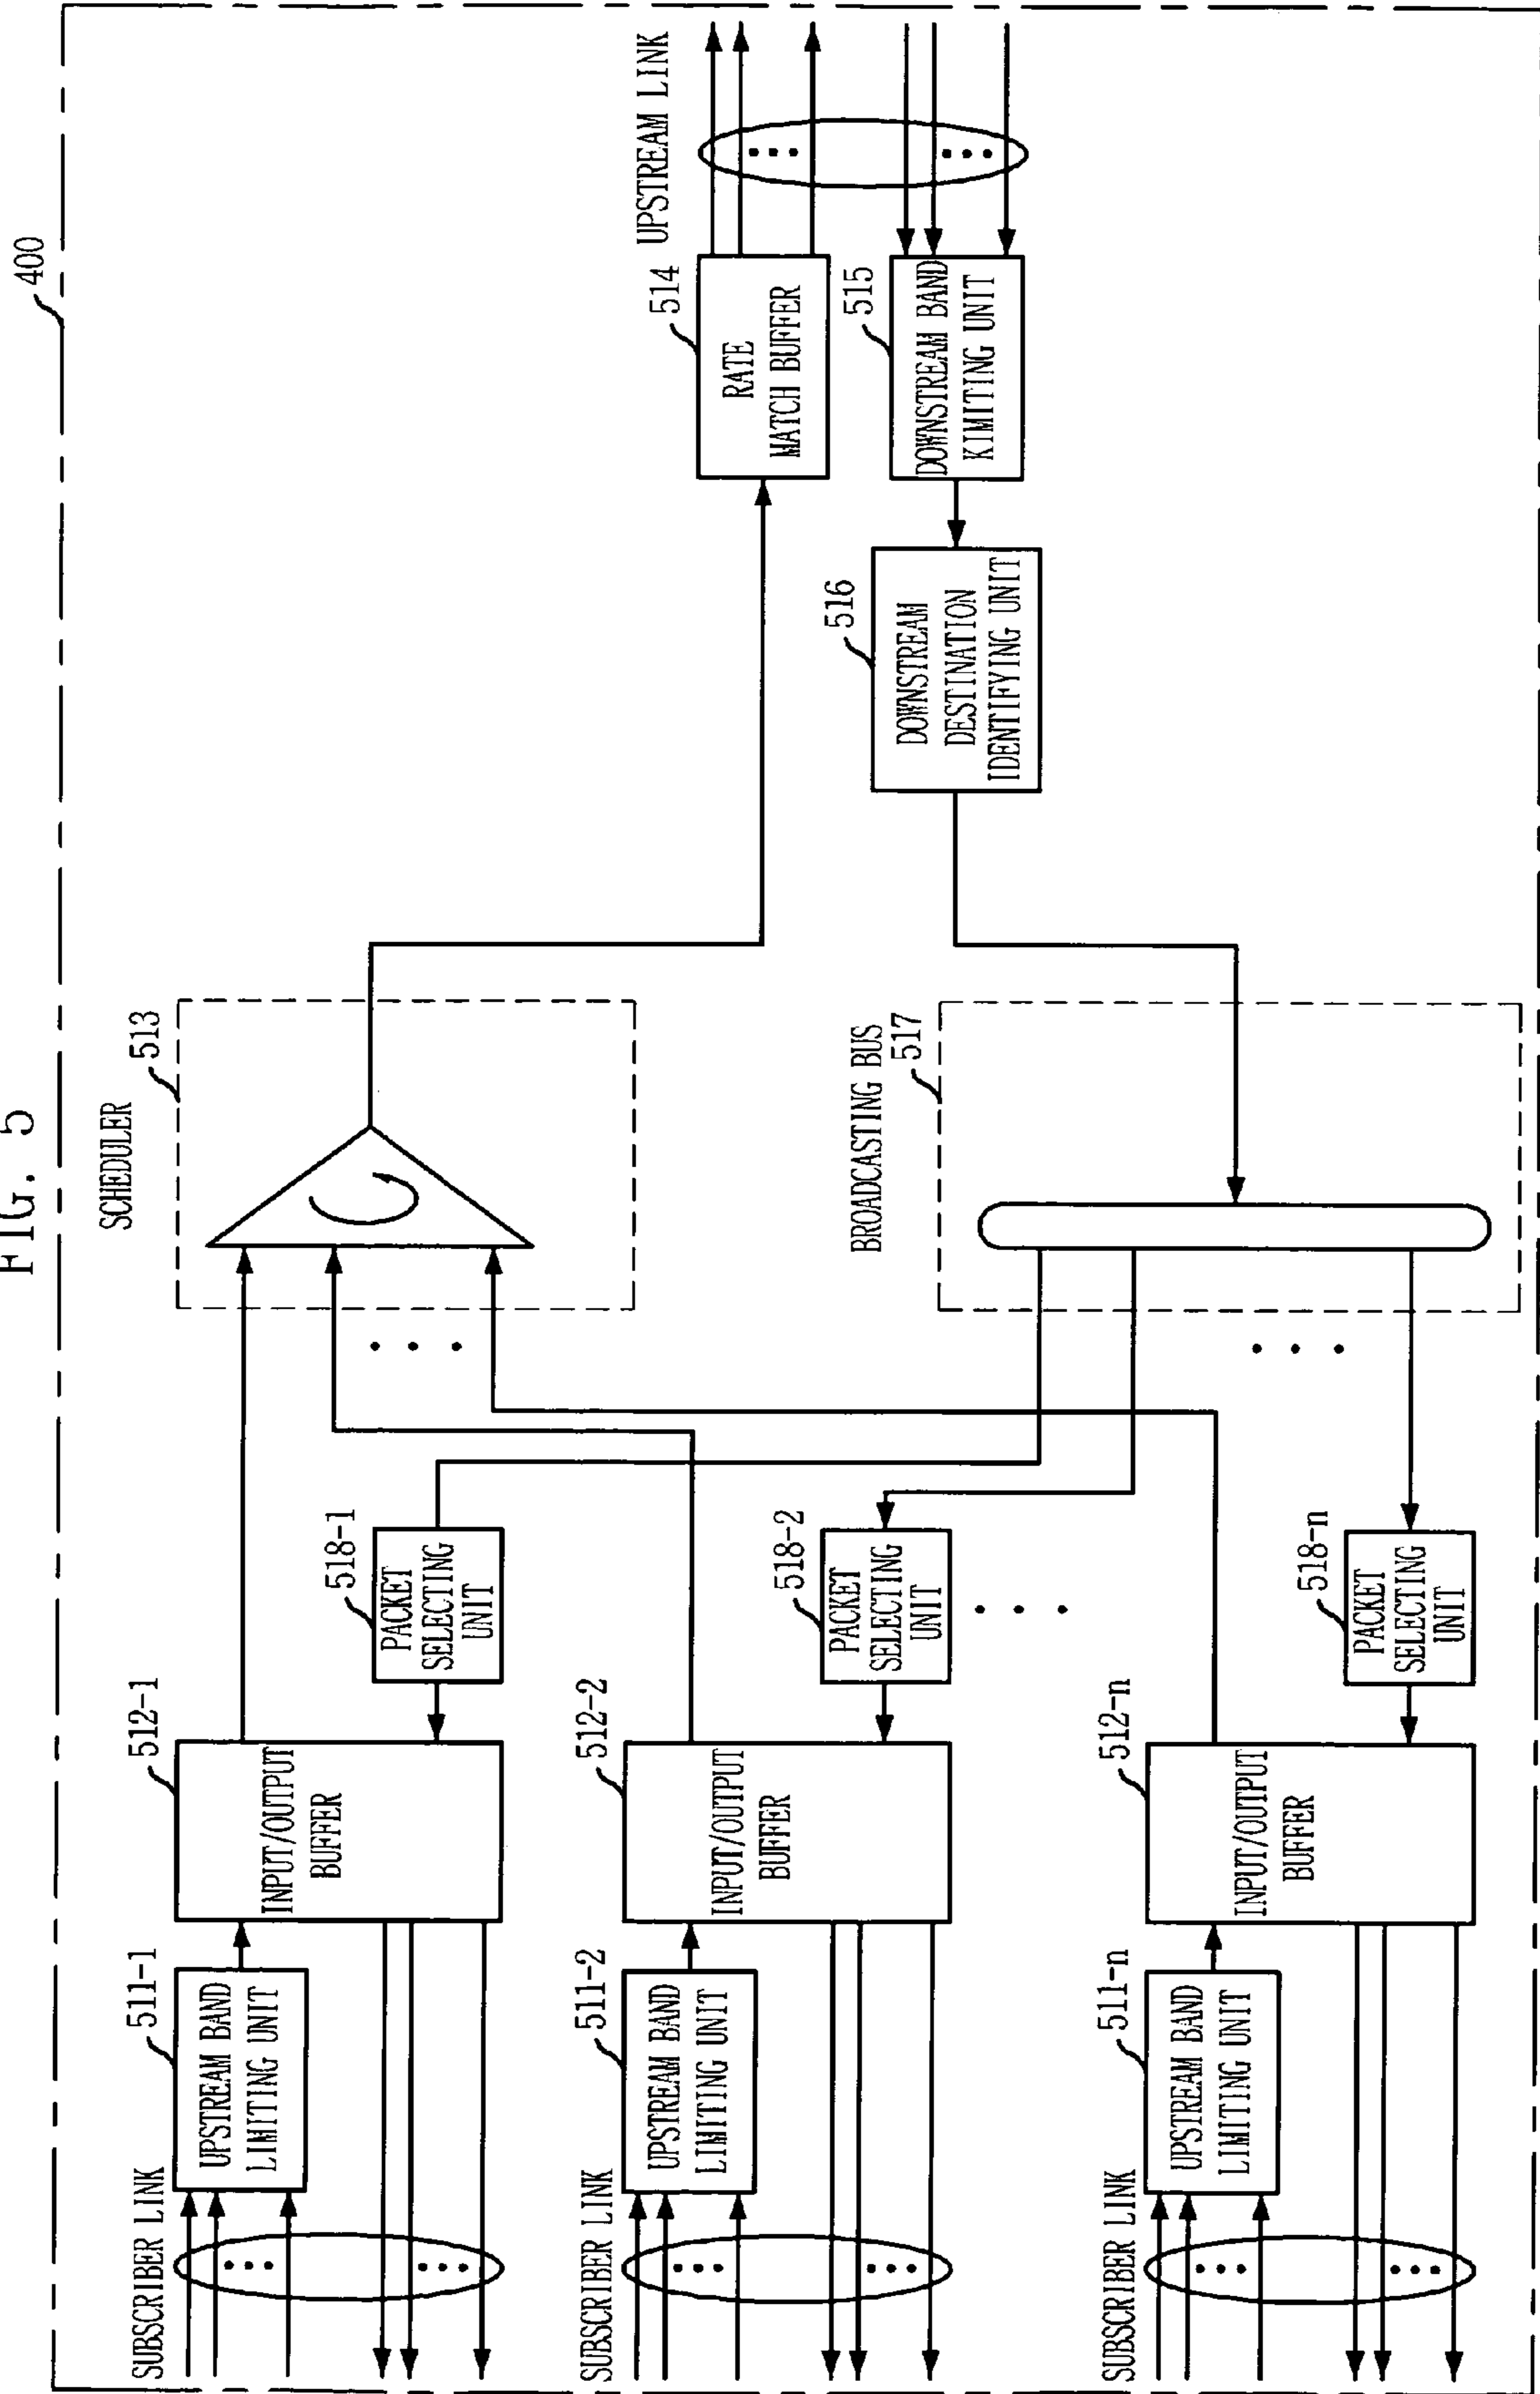 FIG. 5
400
SUBSCRIBER LINK
511-1
UPSTREAM BAND
LIMITING UNIT
512-1
INPUT/OUTPUT
BUFFER
518-1
PACKET
SELECTING
UNIT
SCHEDULER
513
SUBSCRIBER LINK
511-2
UPSTREAM BAND
LIMITING UNIT
512-2
INPUT/OUTPUT
BUFFER
518-2
PACKET
SELECTING
UNIT
BROADCASTING BUS
517
SUBSCRIBER LINK
511-n
UPSTREAM BAND
LIMITING UNIT
512-n
INPUT/OUTPUT
BUFFER
518-n
PACKET
SELECTING
UNIT
UPSTREAM LINK
514
RATE
MATCH BUFFER
515
DOWNSTREAM BAND
KIMITING UNIT
516
DOWNSTREAM
DESTINATION
IDENTIFYING UNIT